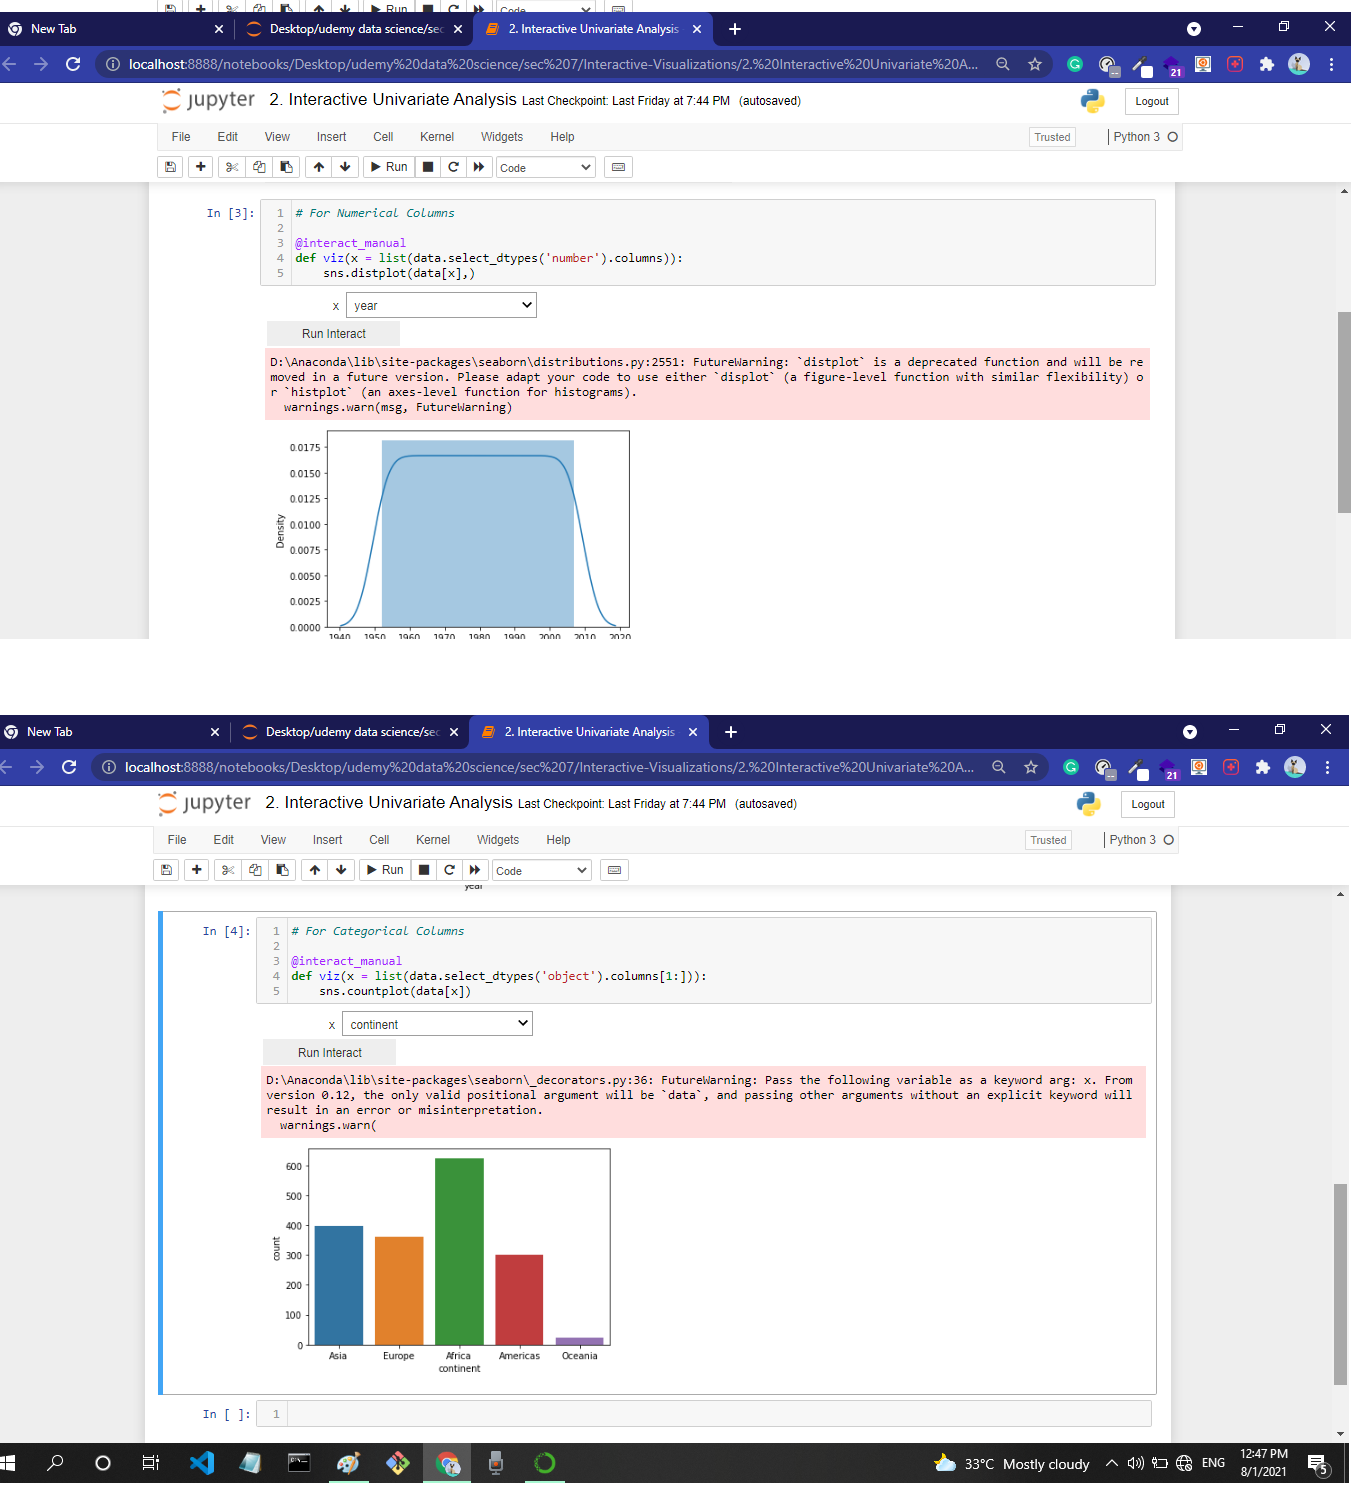 Run
Code
New Tab
Desktop/udemy data science/sec
2. Interactive Univariate Analysis
localhost:8888/notebooks/Desktop/udemy%20data%20science/sec%207/Interactive-Visualizations/2.%20Interactive%20Univariate%20A...
21
jupyter 2. Interactive Univariate Analysis Last Checkpoint: Last Friday at 7:44 PM (autosaved)
Logout
File Edit View Insert Cell Kernel Widgets Help
Trusted
Python 3
Run
Code
In [3]:
1 # For Numerical Columns
2
3 @interact_manual
4 def viz(x = list(data.select_dtypes('number').columns)):
5 sns.distplot(data[x],)
x year
Run Interact
D:\Anaconda\lib\site-packages\seaborn\distributions.py:2551: FutureWarning: `distplot` is a deprecated function and will be re
moved in a future version. Please adapt your code to use either `displot` (a figure-level function with similar flexibility) o
r `histplot` (an axes-level function for histograms).
warnings.warn(msg, FutureWarning)
0.0175
0.0150
0.0125
0.0100
0.0075
0.0050
0.0025
0.0000
Density
1940 1950 1960 1970 1980 1990 2000 2010 2020
New Tab
Desktop/udemy data science/sec
2. Interactive Univariate Analysis
localhost:8888/notebooks/Desktop/udemy%20data%20science/sec%207/Interactive-Visualizations/2.%20Interactive%20Univariate%20A...
21
jupyter 2. Interactive Univariate Analysis Last Checkpoint: Last Friday at 7:44 PM (autosaved)
Logout
File Edit View Insert Cell Kernel Widgets Help
Trusted
Python 3
Run
Code
year
In [4]:
1 # For Categorical Columns
2
3 @interact_manual
4 def viz(x = list(data.select_dtypes('object').columns[1:])):
5 sns.countplot(data[x])
x continent
Run Interact
D:\Anaconda\lib\site-packages\seaborn\_decorators.py:36: FutureWarning: Pass the following variable as a keyword arg: x. From
version 0.12, the only valid positional argument will be `data`, and passing other arguments without an explicit keyword will
result in an error or misinterpretation.
warnings.warn(
600
500
400
300
200
100
0
count
Asia Europe Africa Americas Oceania
continent
In [ ]:
1
33°C Mostly cloudy
ENG
12:47 PM
8/1/2021
5